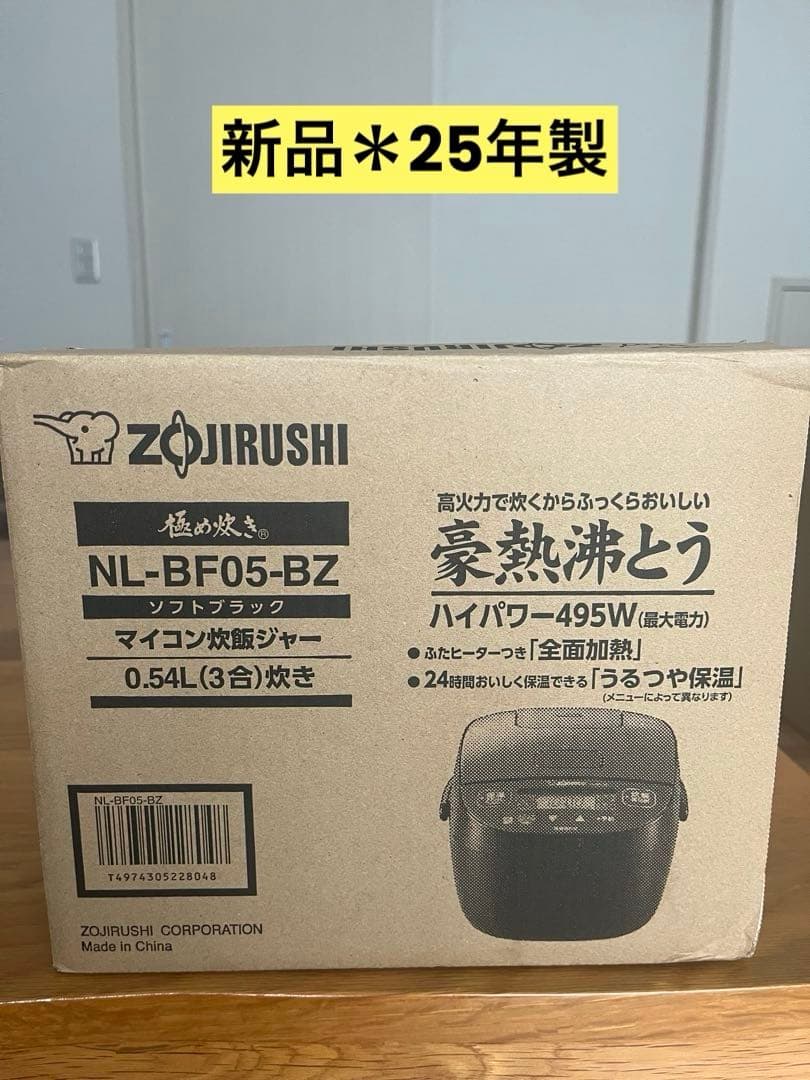 新品＊25年製
ZOJIRUSHI
ZOJIRUSHI
極め炊き®
NL-BF05-BZ
ソフトブラック
マイコン炊飯ジャー
0.54L(3合)炊き
高火力で炊くからふっくらおいしい
豪熱沸とう
ハイパワー495W(最大電力)
●ふたヒーターつき「全面加熱」
●24時間おいしく保温できる「うるつや保温」
(メニューによって異なります)
NL-BF05-BZ
T4974305228048
ZOJIRUSHI CORPORATION
Made in China